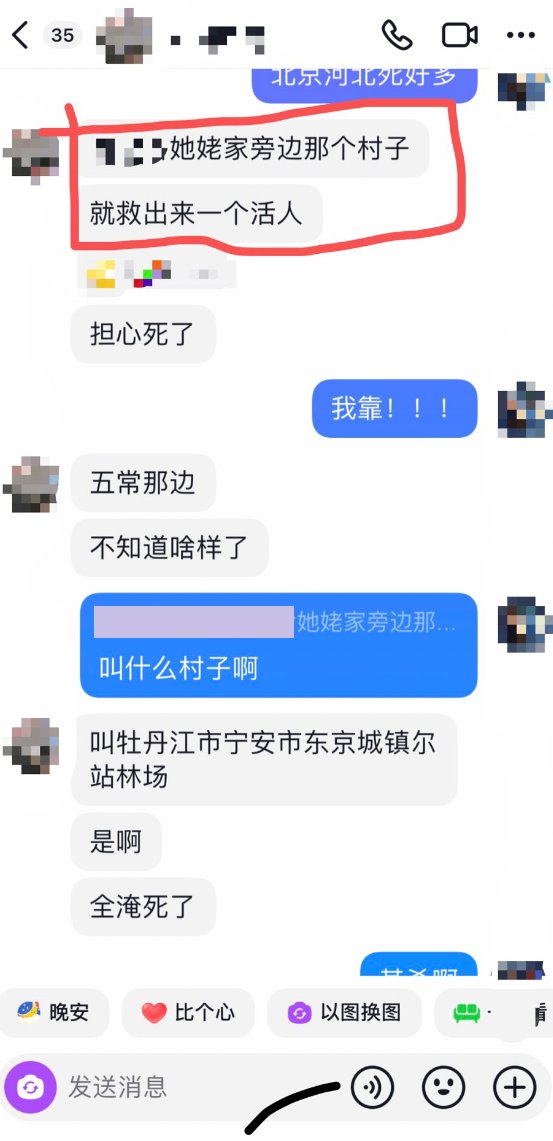 35
北京河北死好多
她姥家旁边那个村子
就救出来一个活人
担心死了
我靠！！！
五常那边
不知道啥样了
她姥家旁边那...
叫什么村子啊
叫牡丹江市宁安市东京城镇尔
站林场
是啊
全淹死了
晚安
比个心
以图换图
发送消息